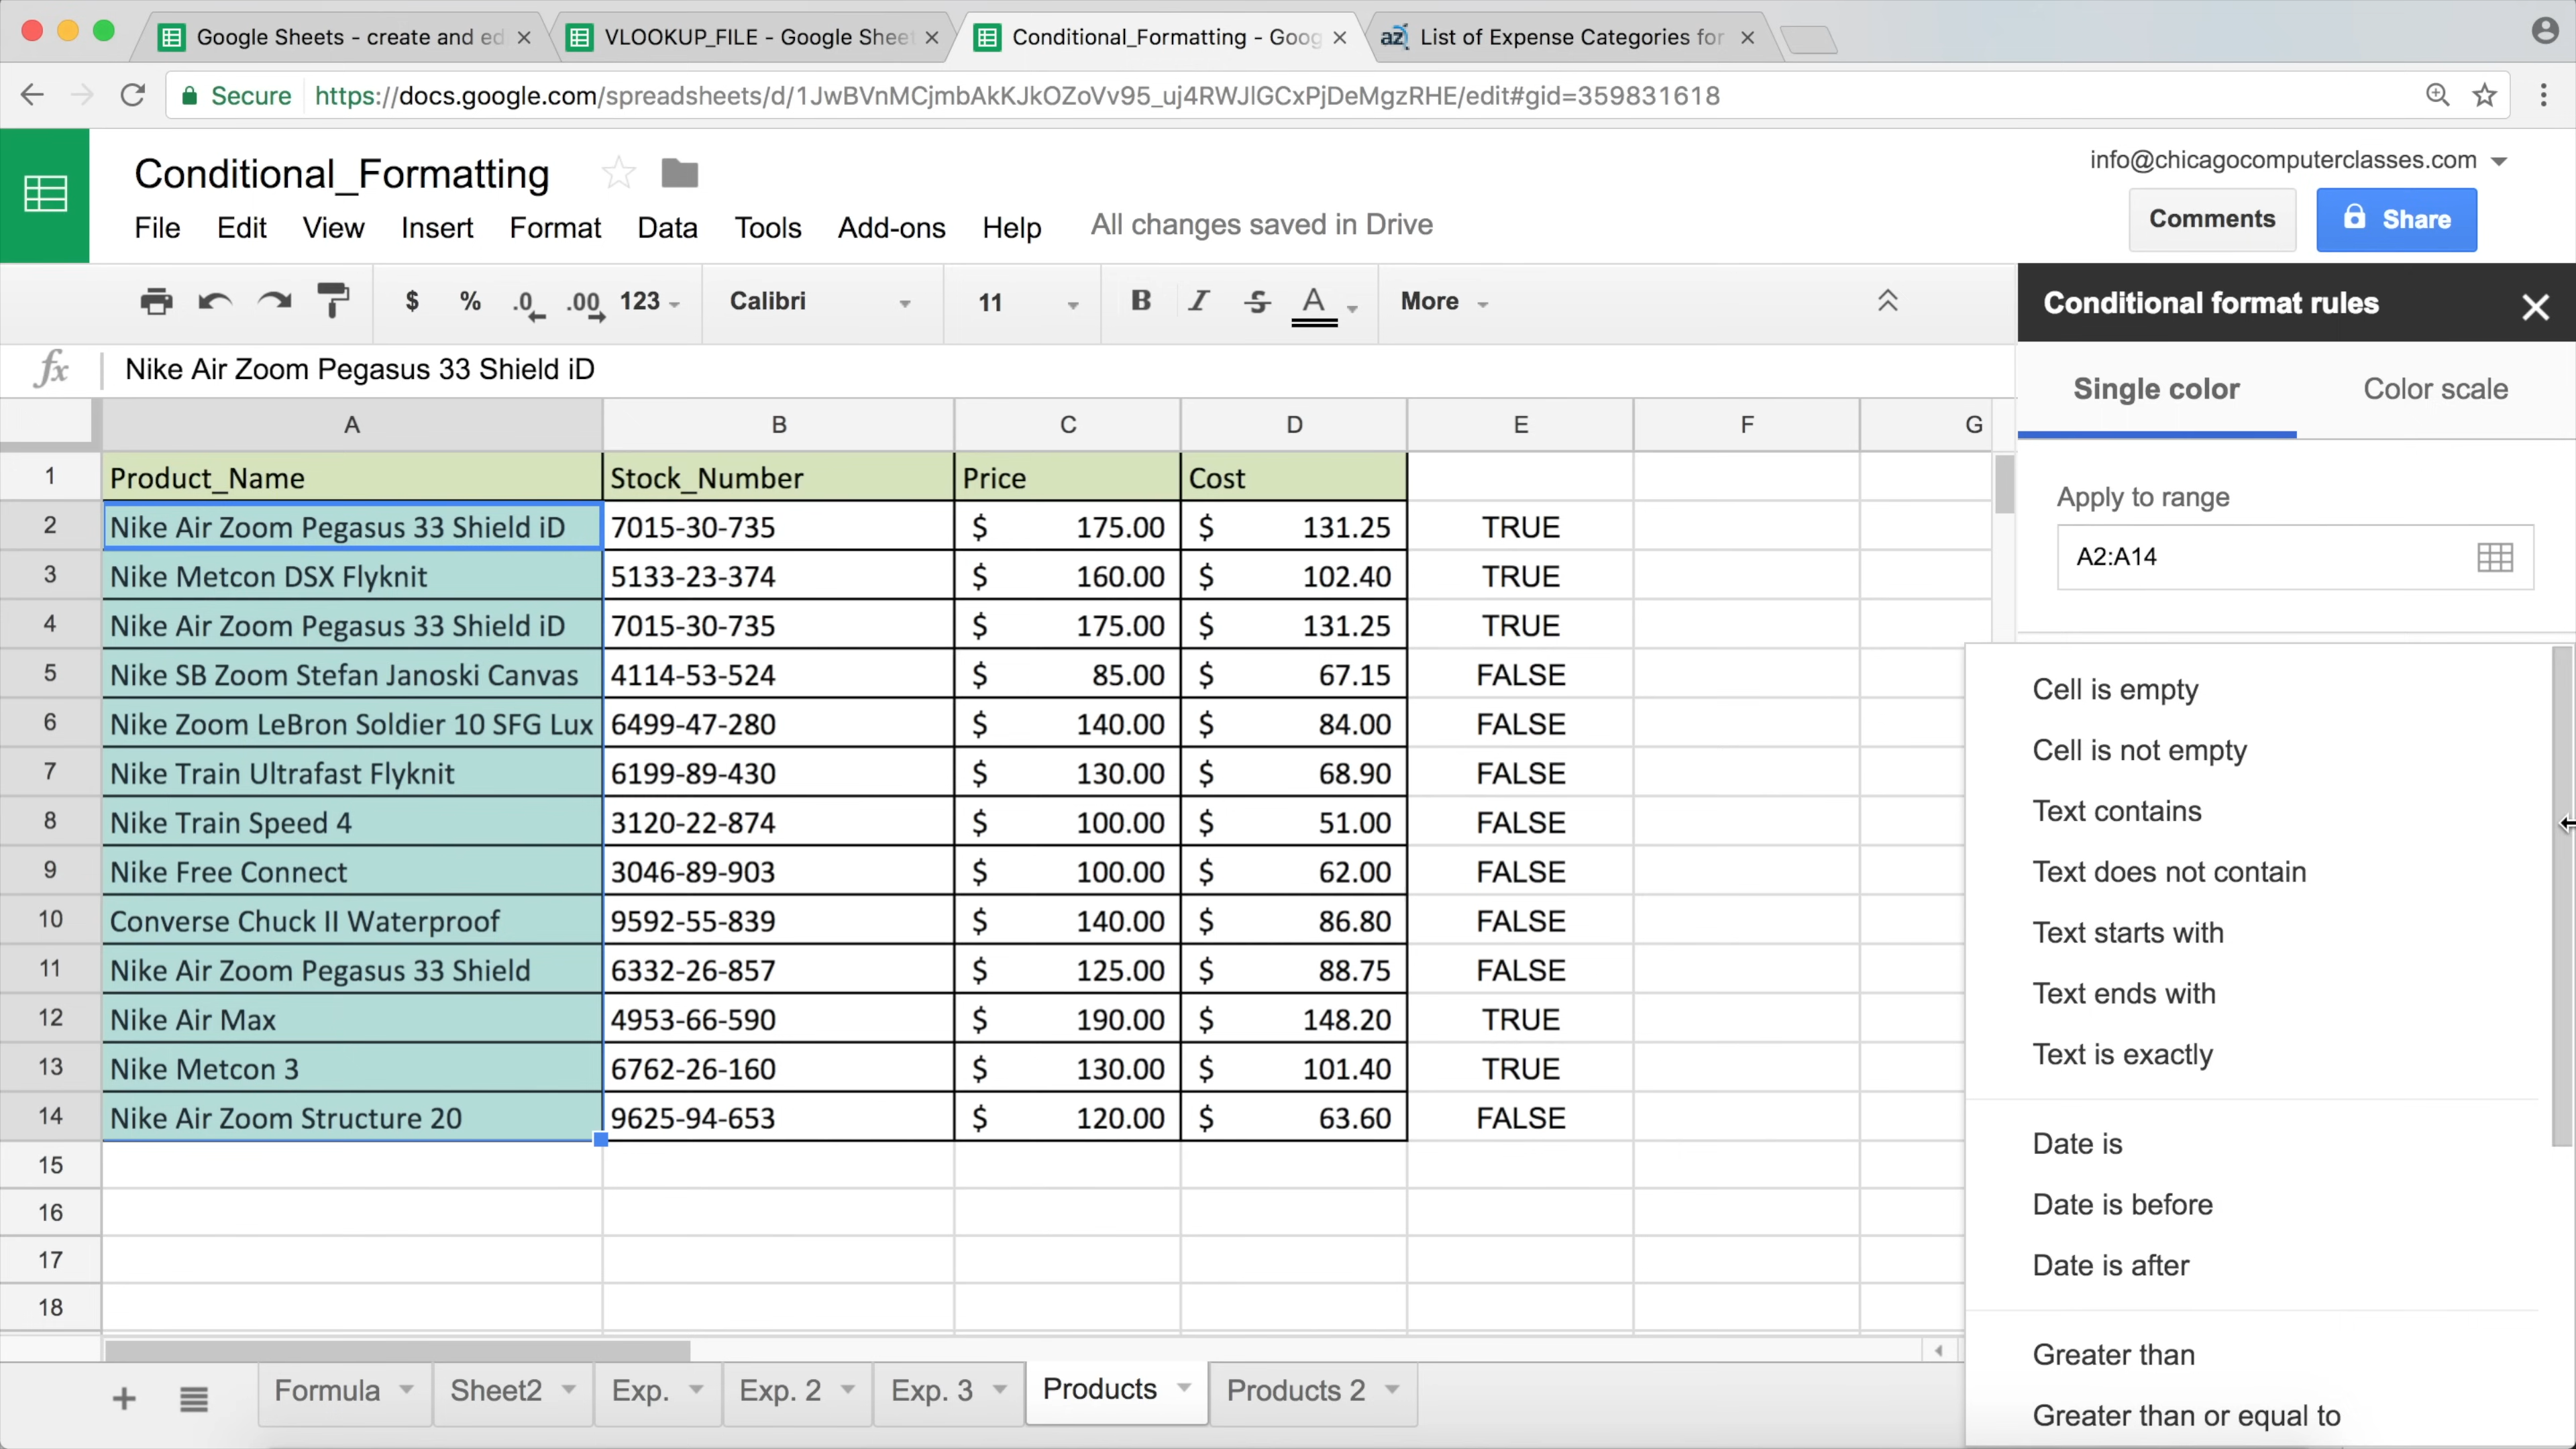 Google Sheets - create and ed
VLOOKUP_FILE - Google Sheet
Conditional_Formatting - Goog
List of Expense Categories for
Secure https://docs.google.com/spreadsheets/d/1JwBVnMCjmbAkKJkOZoVv95_uj4RWJlGCxPjDeMgzRHE/edit#gid=359831618
Conditional_Formatting
info@chicagocomputerclasses.com
File Edit View Insert Format Data Tools Add-ons Help All changes saved in Drive
Comments Share
$ % .0 .00 123 Calibri 11 B I S A More
Conditional format rules
fx Nike Air Zoom Pegasus 33 Shield iD
Single color Color scale
A B C D E F G
1 Product_Name Stock_Number Price Cost
2 Nike Air Zoom Pegasus 33 Shield iD 7015-30-735 $ 175.00 $ 131.25 TRUE
3 Nike Metcon DSX Flyknit 5133-23-374 $ 160.00 $ 102.40 TRUE
4 Nike Air Zoom Pegasus 33 Shield iD 7015-30-735 $ 175.00 $ 131.25 TRUE
5 Nike SB Zoom Stefan Janoski Canvas 4114-53-524 $ 85.00 $ 67.15 FALSE
6 Nike Zoom LeBron Soldier 10 SFG Lux 6499-47-280 $ 140.00 $ 84.00 FALSE
7 Nike Train Ultrafast Flyknit 6199-89-430 $ 130.00 $ 68.90 FALSE
8 Nike Train Speed 4 3120-22-874 $ 100.00 $ 51.00 FALSE
9 Nike Free Connect 3046-89-903 $ 100.00 $ 62.00 FALSE
10 Converse Chuck II Waterproof 9592-55-839 $ 140.00 $ 86.80 FALSE
11 Nike Air Zoom Pegasus 33 Shield 6332-26-857 $ 125.00 $ 88.75 FALSE
12 Nike Air Max 4953-66-590 $ 190.00 $ 148.20 TRUE
13 Nike Metcon 3 6762-26-160 $ 130.00 $ 101.40 TRUE
14 Nike Air Zoom Structure 20 9625-94-653 $ 120.00 $ 63.60 FALSE
15
16
17
18
Apply to range
A2:A14
Cell is empty
Cell is not empty
Text contains
Text does not contain
Text starts with
Text ends with
Text is exactly
Date is
Date is before
Date is after
Greater than
Greater than or equal to
Formula Sheet2 Exp. Exp. 2 Exp. 3 Products Products 2